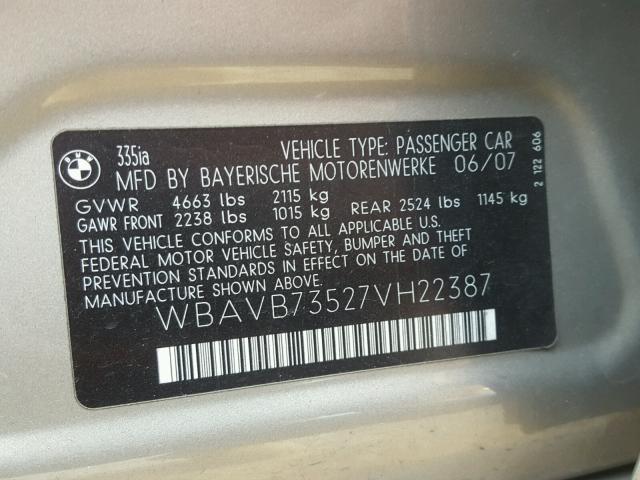 BMW
335ia VEHICLE TYPE: PASSENGER CAR
MFD BY BAYERISCHE MOTORENWERKE 06/07
GVWR 4663 lbs 2115 kg
GAWR FRONT 2238 lbs 1015 kg REAR 2524 lbs 1145 kg
THIS VEHICLE CONFORMS TO ALL APPLICABLE U.S.
FEDERAL MOTOR VEHICLE SAFETY, BUMPER AND THEFT
PREVENTION STANDARDS IN EFFECT ON THE DATE OF
MANUFACTURE SHOWN ABOVE.
WBAVB73527VH22387
2 122 606